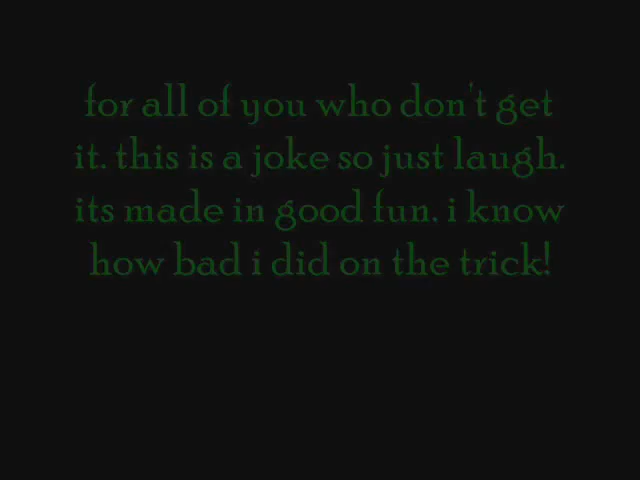 for all of you who don't get
it. this is a joke so just laugh.
its made in good fun. i know
how bad i did on the trick!